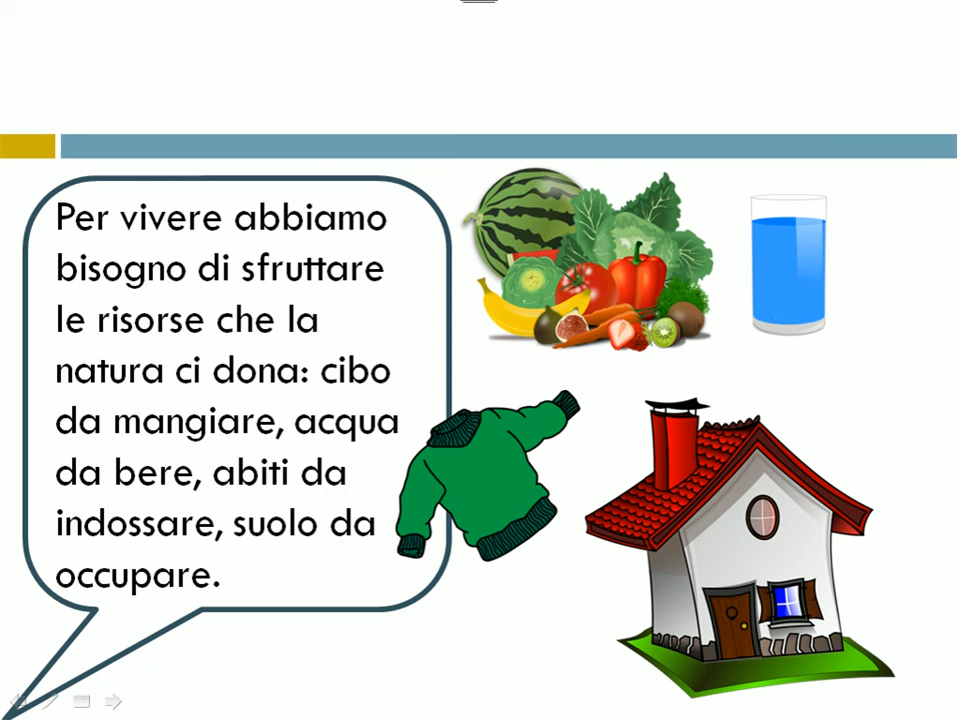 Per vivere abbiamo
bisogno di sfruttare
le risorse che la
natura ci dona: cibo
da mangiare, acqua
da bere, abiti da
indossare, suolo da
occupare.